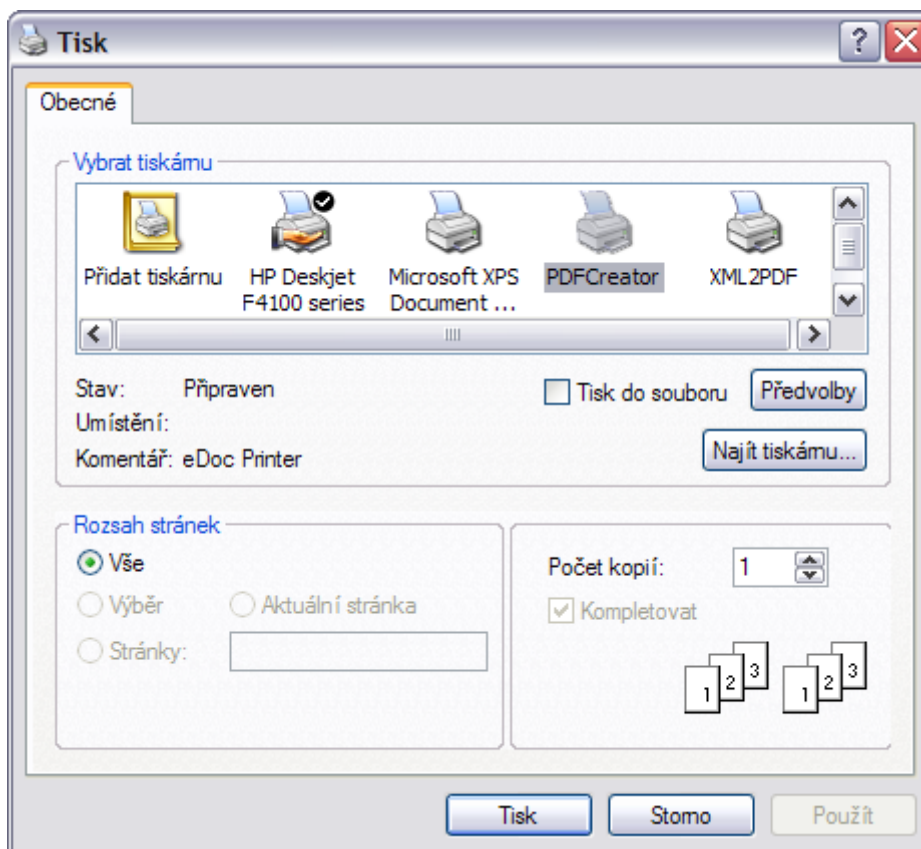 Tisk
Obecné
Vybrat tiskárnu
Přidat tiskárnu
HP Deskjet
F4100 series
Microsoft XPS
Document ...
PDFCreator
XML2PDF
Stav: Připraven
Tisk do souboru
Předvolby
Umístění:
Komentář: eDoc Printer
Najít tiskárnu...
Rozsah stránek
Vše
Výběr
Aktuální stránka
Stránky:
Počet kopií: 1
Kompletovat
1 2 3 1 2 3
Tisk
Storno
Použít